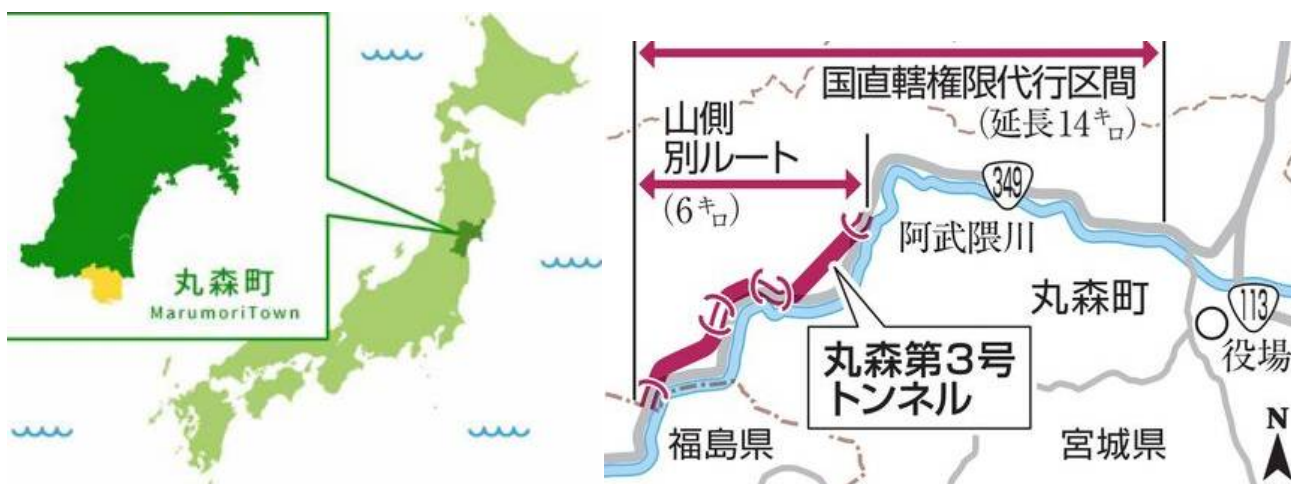 丸森町
MarumoriTown
国直轄権限代行区間
(延長14キロ)
山側
別ルート
(6キロ)
349
阿武隈川
丸森町
113
役場
丸森第3号
トンネル
福島県
宮城県
N